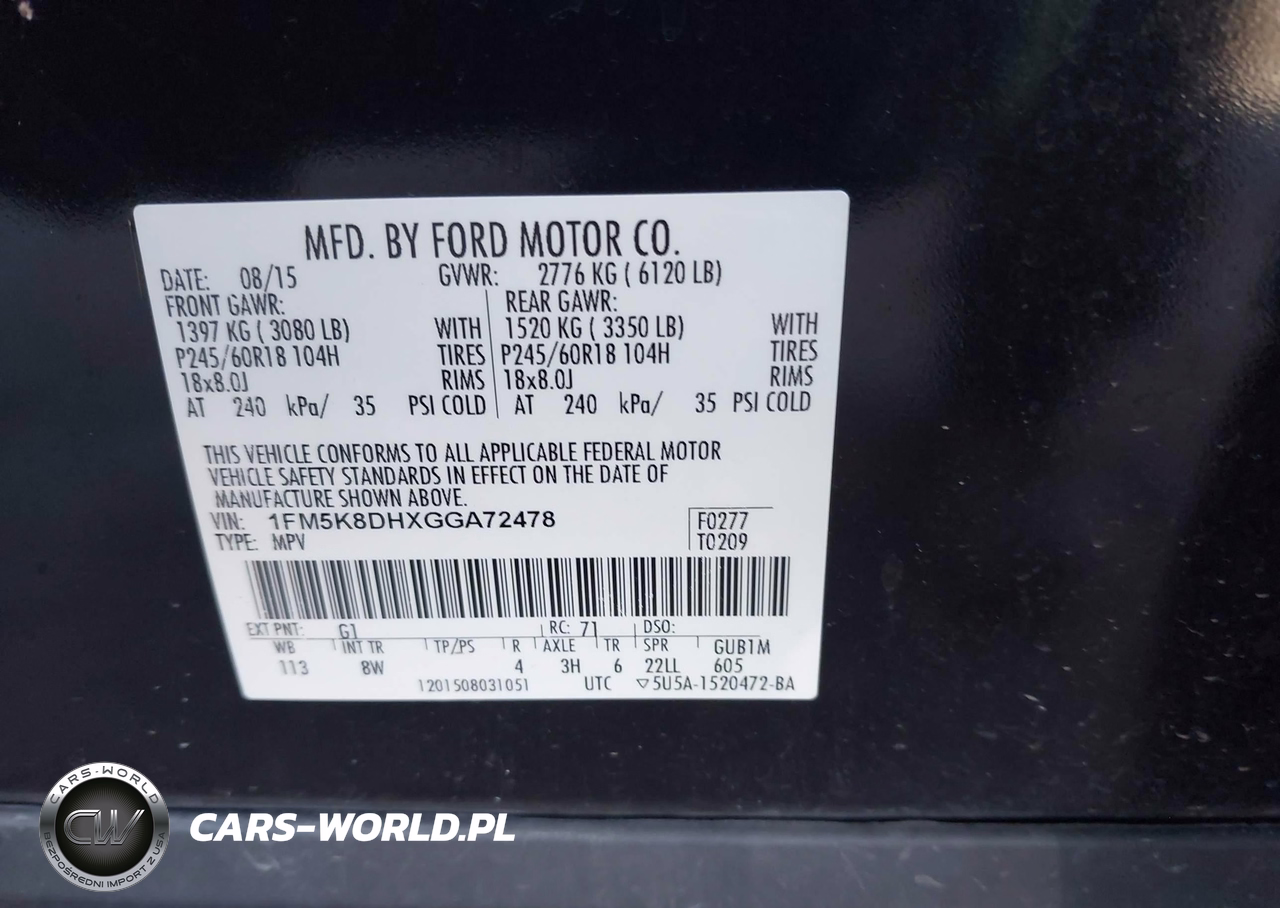 MFD. BY FORD MOTOR CO.
DATE: 08/15 GVWR: 2776 KG ( 6120 LB)
FRONT GAWR: REAR GAWR:
1397 KG ( 3080 LB) WITH 1520 KG ( 3350 LB) WITH
P245/60R18 104H TIRES P245/60R18 104H TIRES
18x8.0J RIMS 18x8.0J RIMS
AT 240 kPa/ 35 PSI COLD AT 240 kPa/ 35 PSI COLD
THIS VEHICLE CONFORMS TO ALL APPLICABLE FEDERAL MOTOR
VEHICLE SAFETY STANDARDS IN EFFECT ON THE DATE OF
MANUFACTURE SHOWN ABOVE.
VIN: 1FM5K8DHXGGA72478 F0277
TYPE: MPV T0209
EXT PNT: G1 RC: 71 DSO:
WB INT TR TP/PS R AXLE TR SPR GUB1M
113 8W 4 3H 6 22LL 605
1201508031051 UTC ▽5U5A-1520472-BA
CARS-WORLD
CW
BEZPOŚREDNI IMPORT Z USA
CARS-WORLD.PL